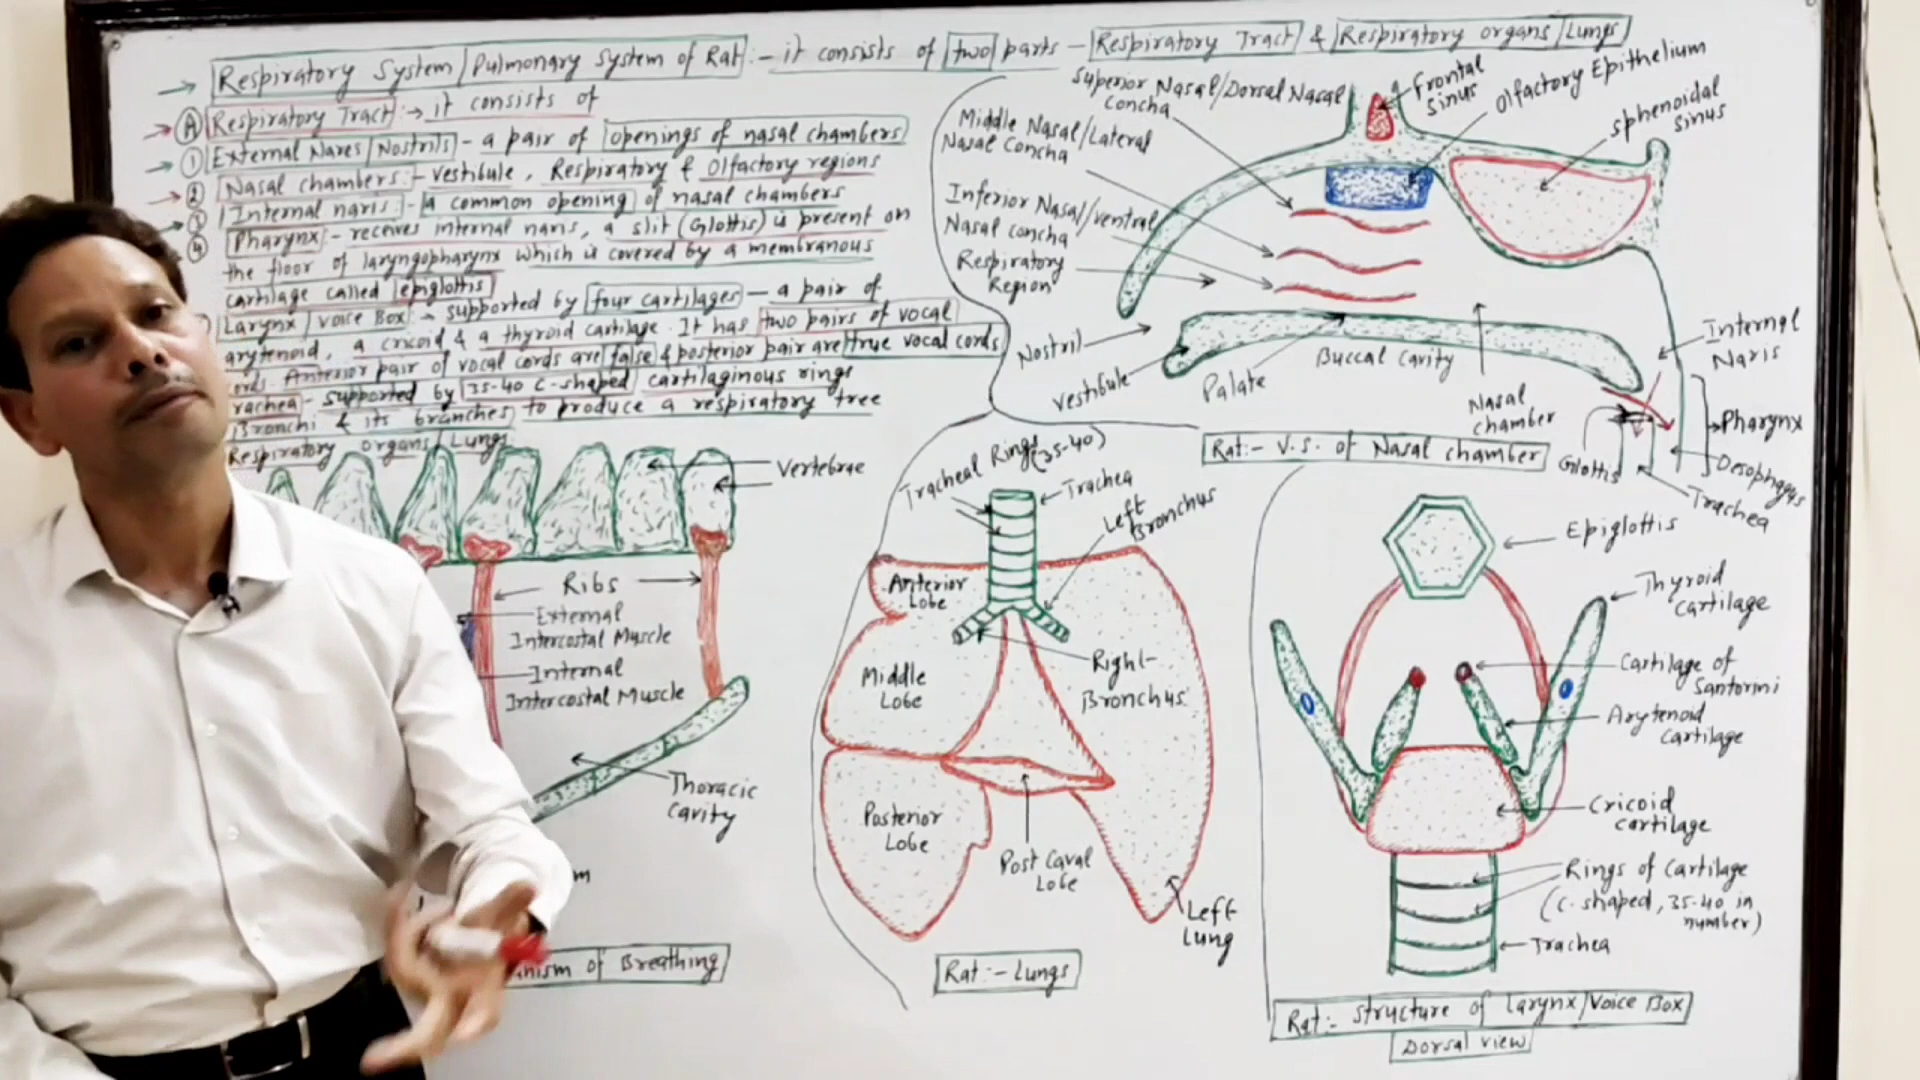 → Respiratory System/Pulmonary System of Rat:- it consists of two parts - Respiratory Tract & Respiratory organs/Lungs
→ (A) Respiratory Tract:→ it consists of
→ (1) External Nares/Nostrils - a pair of openings of nasal chambers
→ (2) Nasal chambers:- vestibule, Respiratory & Olfactory regions
→ (3) Internal naris:- a common opening of nasal chambers
(4) Pharynx - receives internal naris, a slit (Glottis) is present on
the floor of laryngopharynx which is covered by a membranous
cartilage called epiglottis
Larynx/voice Box:- supported by four cartilages - a pair of
arytenoid, a cricoid & a thyroid cartilage. It has two pairs of vocal
ords. Anterior pair of vocal cords are false & posterior pair are true vocal cords
rachea - supported by 35-40 C-shaped cartilaginous rings
Bronchi & its branches to produce a respiratory tree
Respiratory organs/Lungs
Vertebrae
Ribs
External
Intercostal Muscle
Internal
Intercostal Muscle
Thoracic
cavity
m
anism of Breathing
Superior Nasal/Dorsal Nasal
Concha
Middle Nasal/Lateral
Nasal Concha
Inferior Nasal/ventral
Nasal concha
Respiratory
Region
Nostril
Vestibule
Palate
Buccal cavity
Nasal
chamber
Frontal
sinus
Olfactory Epithelium
sphenoidal
sinus
Internal
Naris
Pharynx
Glottis
Oesophagus
Trachea
Rat:- V.S. of Nasal chamber
Tracheal Rings (35-40)
Trachea
Left
Bronchus
Anterior
Lobe
Middle
Lobe
Right
Bronchus
Posterior
Lobe
Post Caval
Lobe
Left
Lung
Rat:- Lungs
Epiglottis
Thyroid
Cartilage
Cartilage of
Santorini
Arytenoid
Cartilage
Cricoid
cartilage
Rings of Cartilage
(C-shaped, 35-40 in
number)
Trachea
Rat:- structure of larynx/Voice Box
Dorsal view